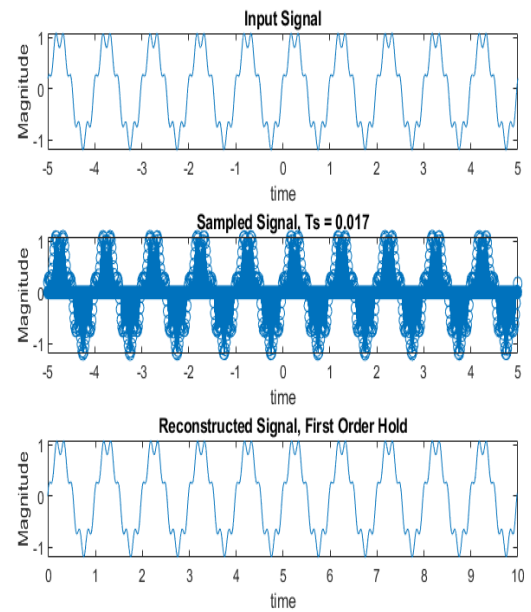 Input Signal
Magnitude
1
0
-1
-5 -4 -3 -2 -1 0 1 2 3 4 5
time
Sampled Signal, Ts = 0.017
Magnitude
1
0
-1
-5 -4 -3 -2 -1 0 1 2 3 4 5
time
Reconstructed Signal, First Order Hold
Magnitude
1
0
-1
0 1 2 3 4 5 6 7 8 9 10
time